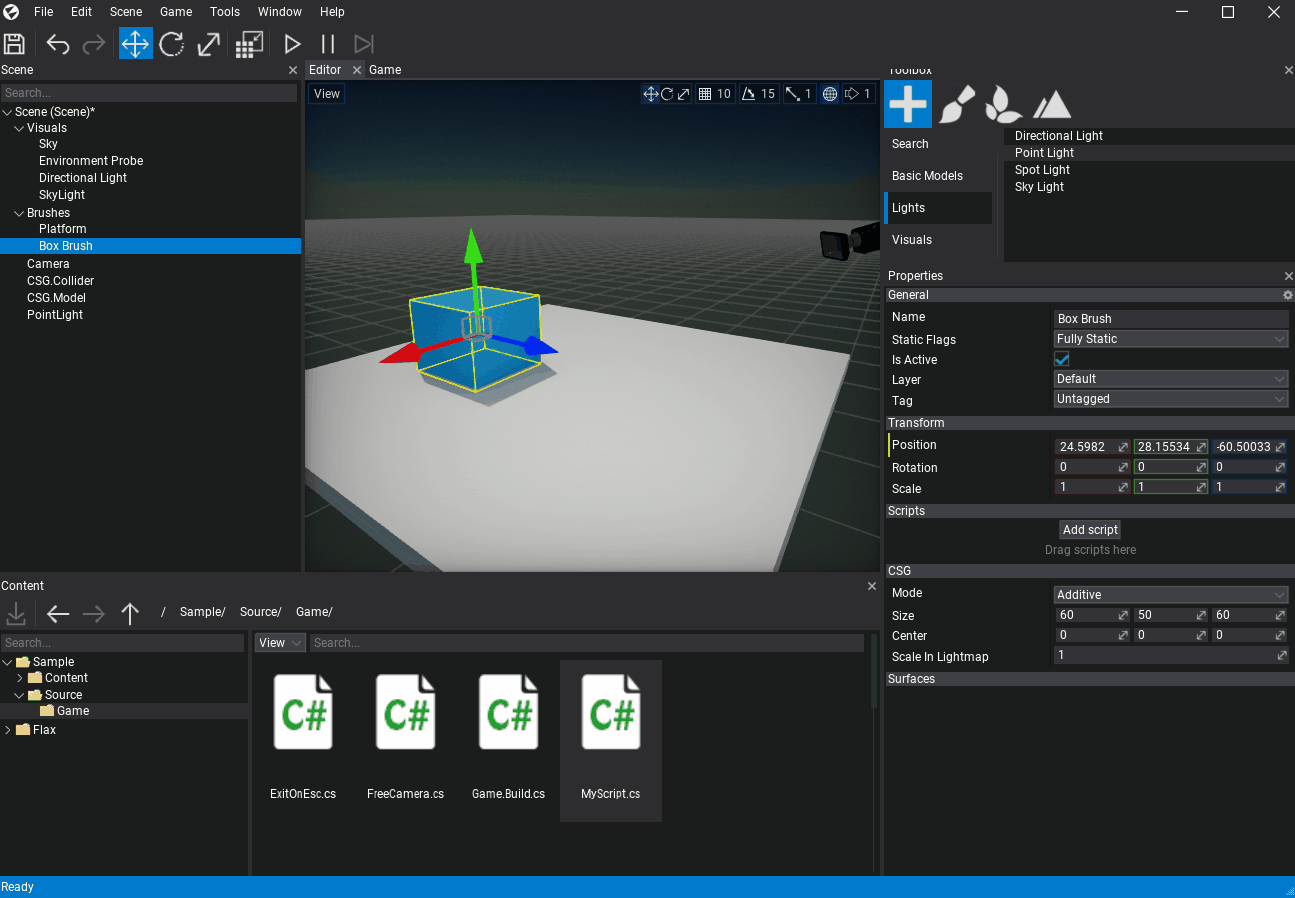 File Edit Scene Game Tools Window Help
Scene
Search...
Scene (Scene)*
Visuals
Sky
Environment Probe
Directional Light
SkyLight
Brushes
Platform
Box Brush
Camera
CSG.Collider
CSG.Model
PointLight
Editor Game
View 10 15 1 1
Toolbox
Search
Basic Models
Lights
Visuals
Directional Light
Point Light
Spot Light
Sky Light
Properties
General
Name Box Brush
Static Flags Fully Static
Is Active
Layer Default
Tag Untagged
Transform
Position 24.5982 28.15534 -60.50033
Rotation 0 0 0
Scale 1 1 1
Scripts
Add script
Drag scripts here
CSG
Mode Additive
Size 60 50 60
Center 0 0 0
Scale In Lightmap 1
Surfaces
Content
/ Sample/ Source/ Game/
Search...
Sample
Content
Source
Game
Flax
View Search...
C# C# C# C#
ExitOnEsc.cs FreeCamera.cs Game.Build.cs MyScript.cs
Ready